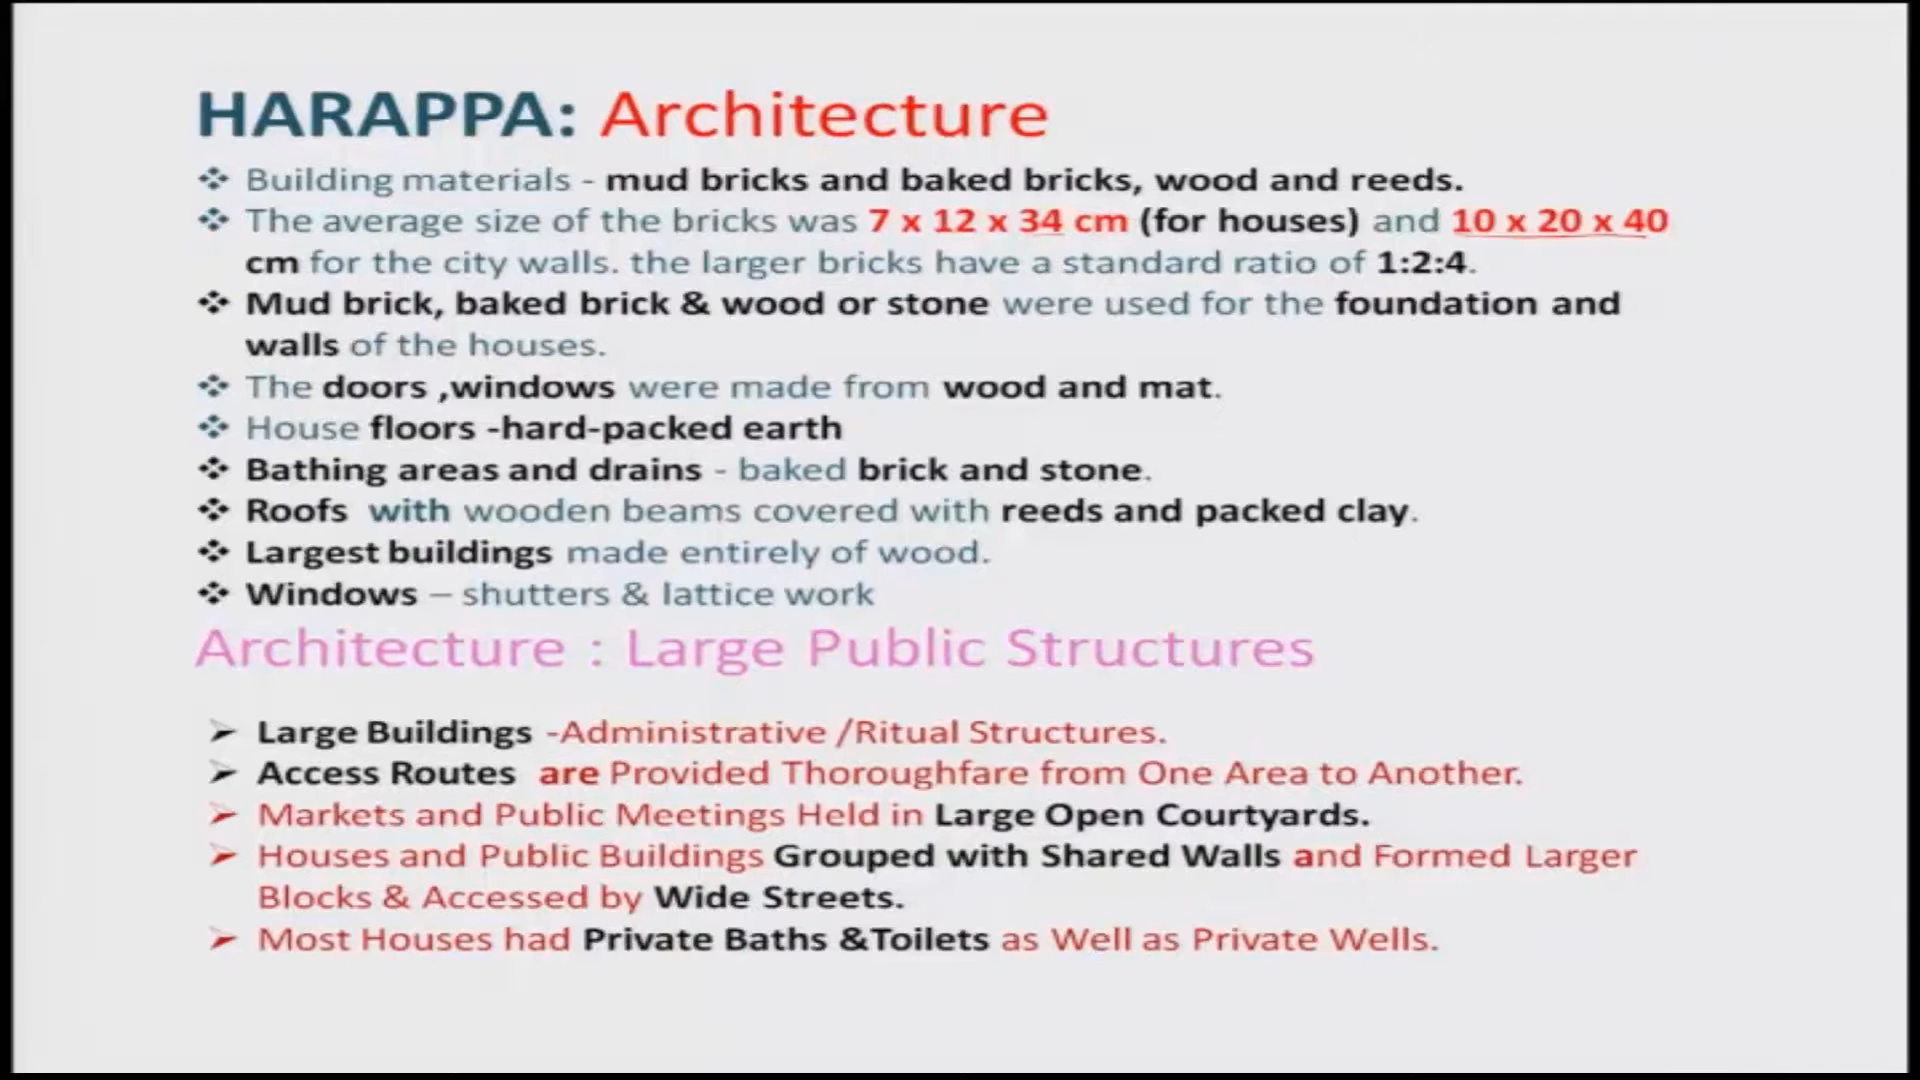 HARAPPA: Architecture
Building materials - mud bricks and baked bricks, wood and reeds.
The average size of the bricks was 7 x 12 x 34 cm (for houses) and 10 x 20 x 40
cm for the city walls. the larger bricks have a standard ratio of 1:2:4.
Mud brick, baked brick & wood or stone were used for the foundation and
walls of the houses.
The doors ,windows were made from wood and mat.
House floors -hard-packed earth
Bathing areas and drains - baked brick and stone.
Roofs with wooden beams covered with reeds and packed clay.
Largest buildings made entirely of wood.
Windows – shutters & lattice work
Architecture : Large Public Structures
Large Buildings -Administrative /Ritual Structures.
Access Routes are Provided Thoroughfare from One Area to Another.
Markets and Public Meetings Held in Large Open Courtyards.
Houses and Public Buildings Grouped with Shared Walls and Formed Larger
Blocks & Accessed by Wide Streets.
Most Houses had Private Baths &Toilets as Well as Private Wells.